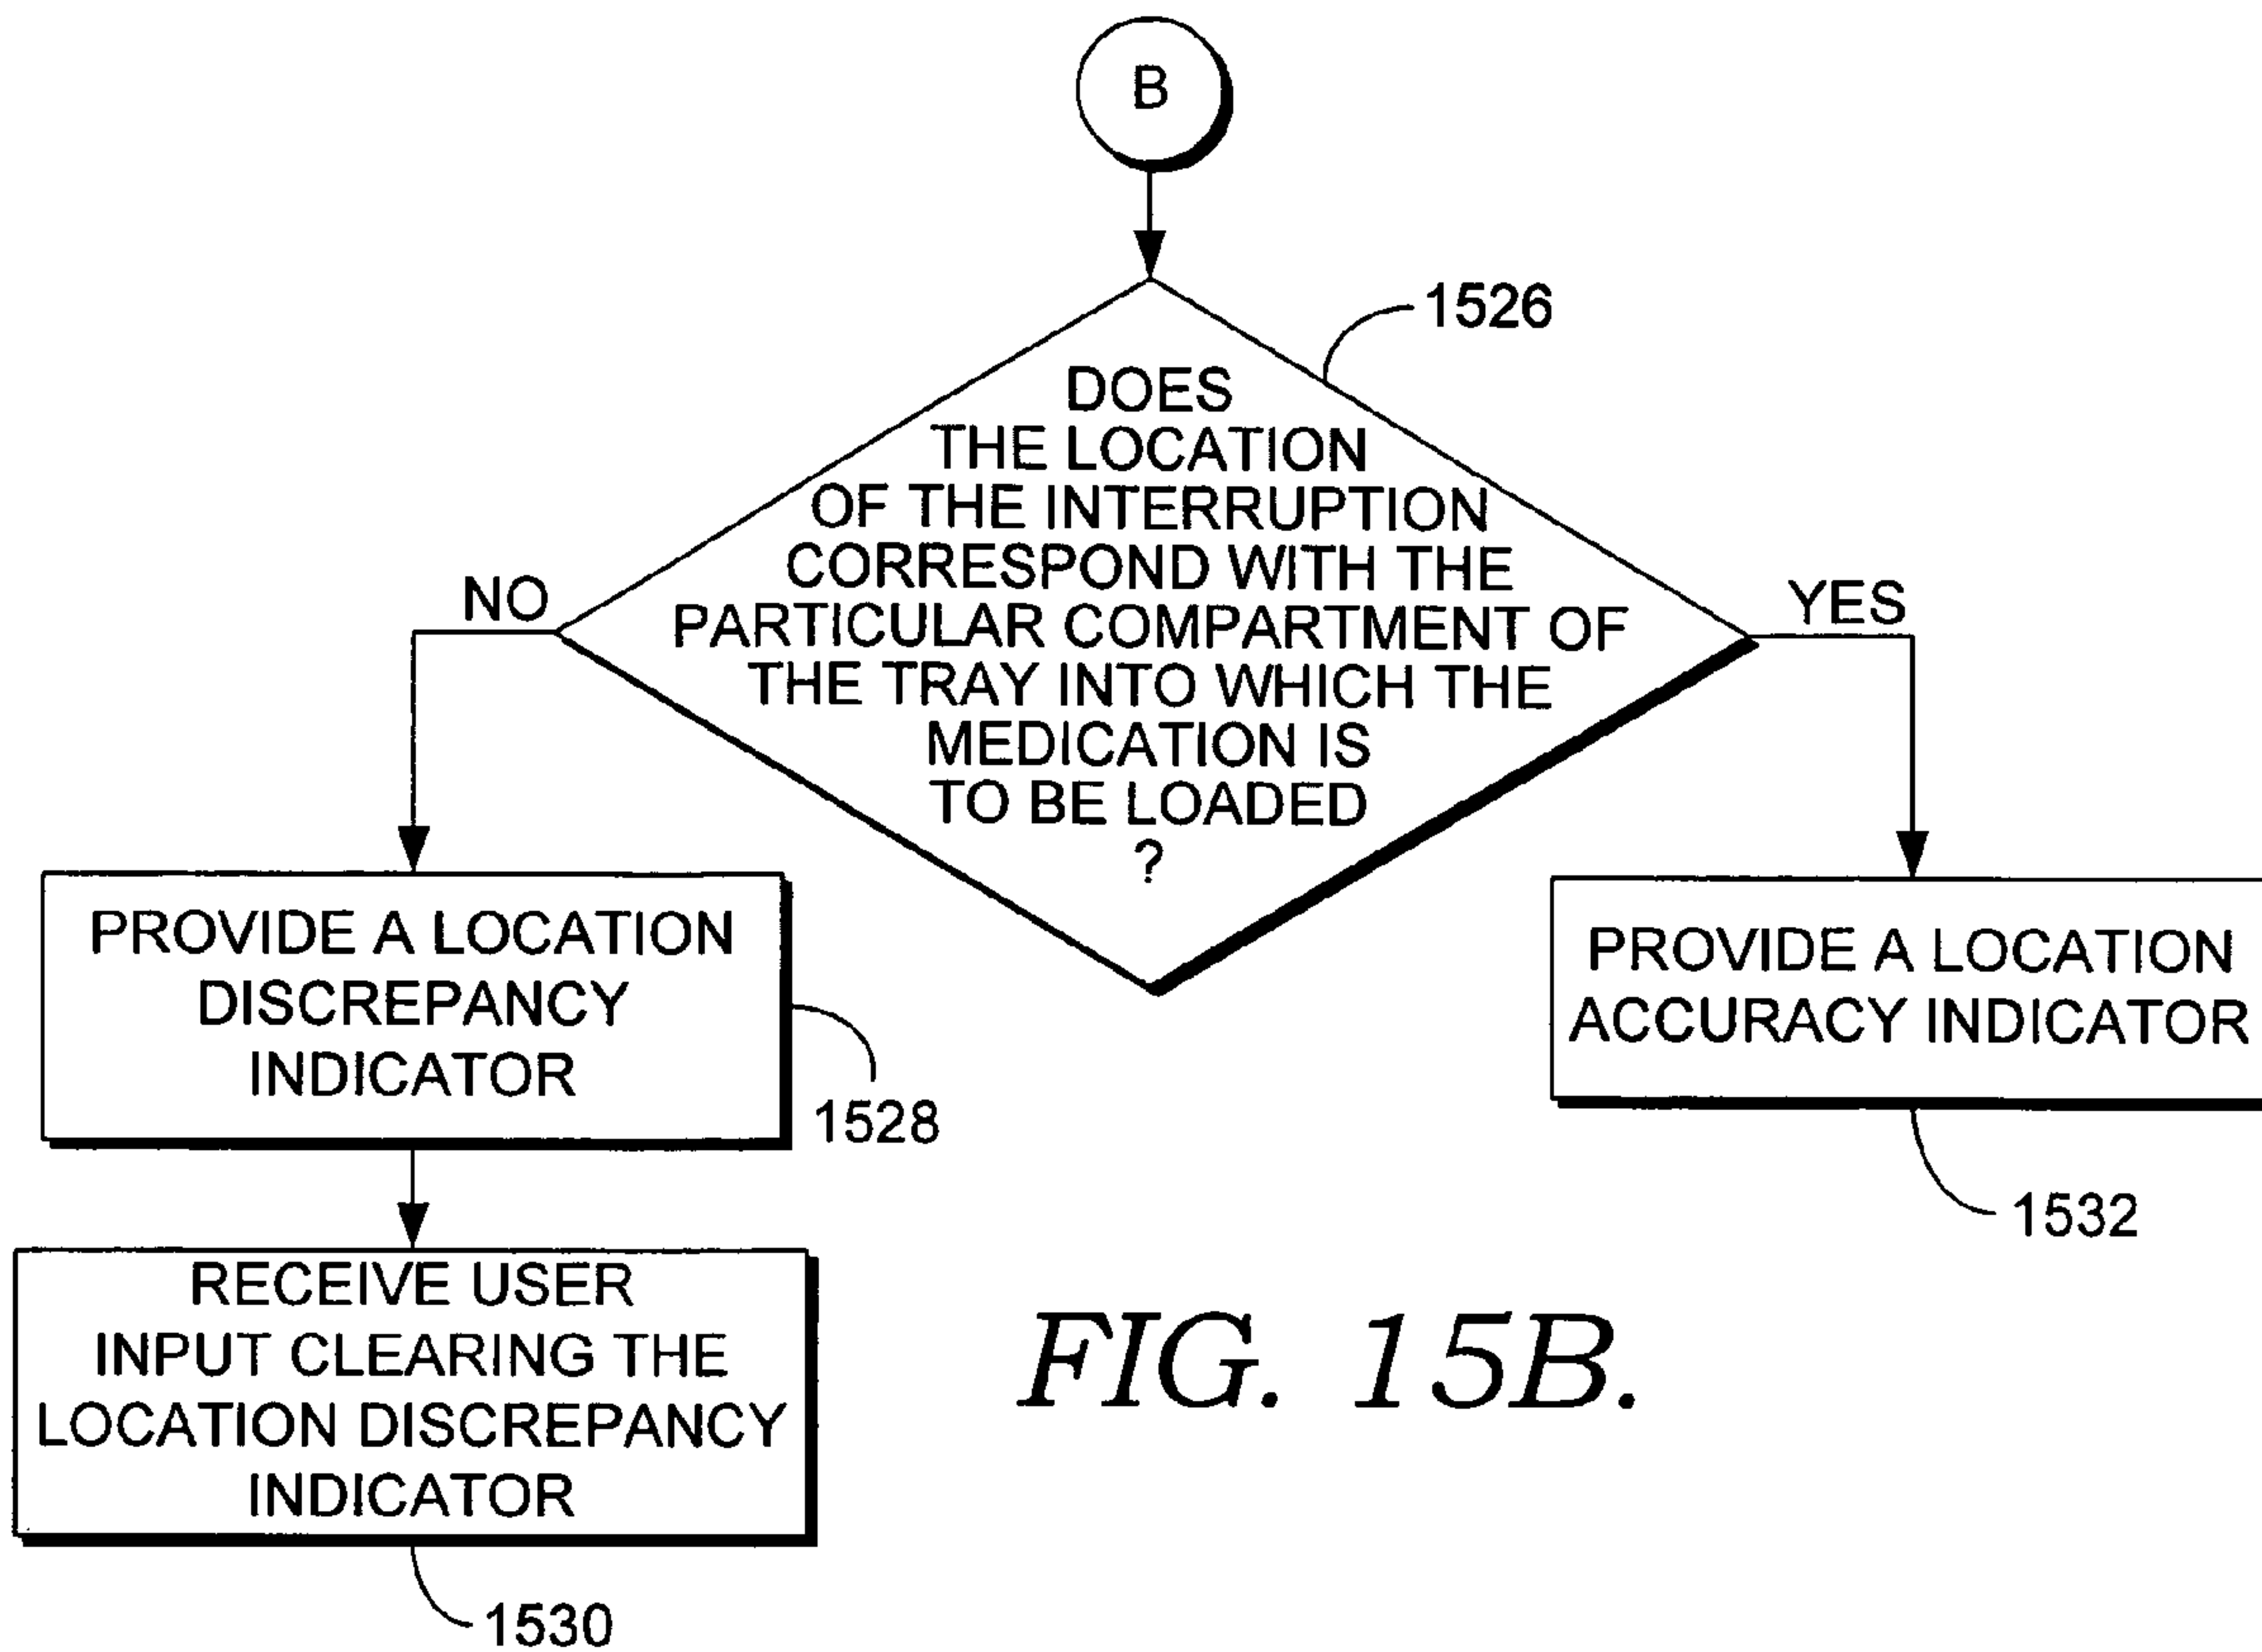 B
1526
DOES
THE LOCATION
OF THE INTERRUPTION
CORRESPOND WITH THE
PARTICULAR COMPARTMENT OF
THE TRAY INTO WHICH THE
MEDICATION IS
TO BE LOADED
?
NO
YES
PROVIDE A LOCATION
DISCREPANCY
INDICATOR
1528
PROVIDE A LOCATION
ACCURACY INDICATOR
1532
RECEIVE USER
INPUT CLEARING THE
LOCATION DISCREPANCY
INDICATOR
1530
FIG. 15B.